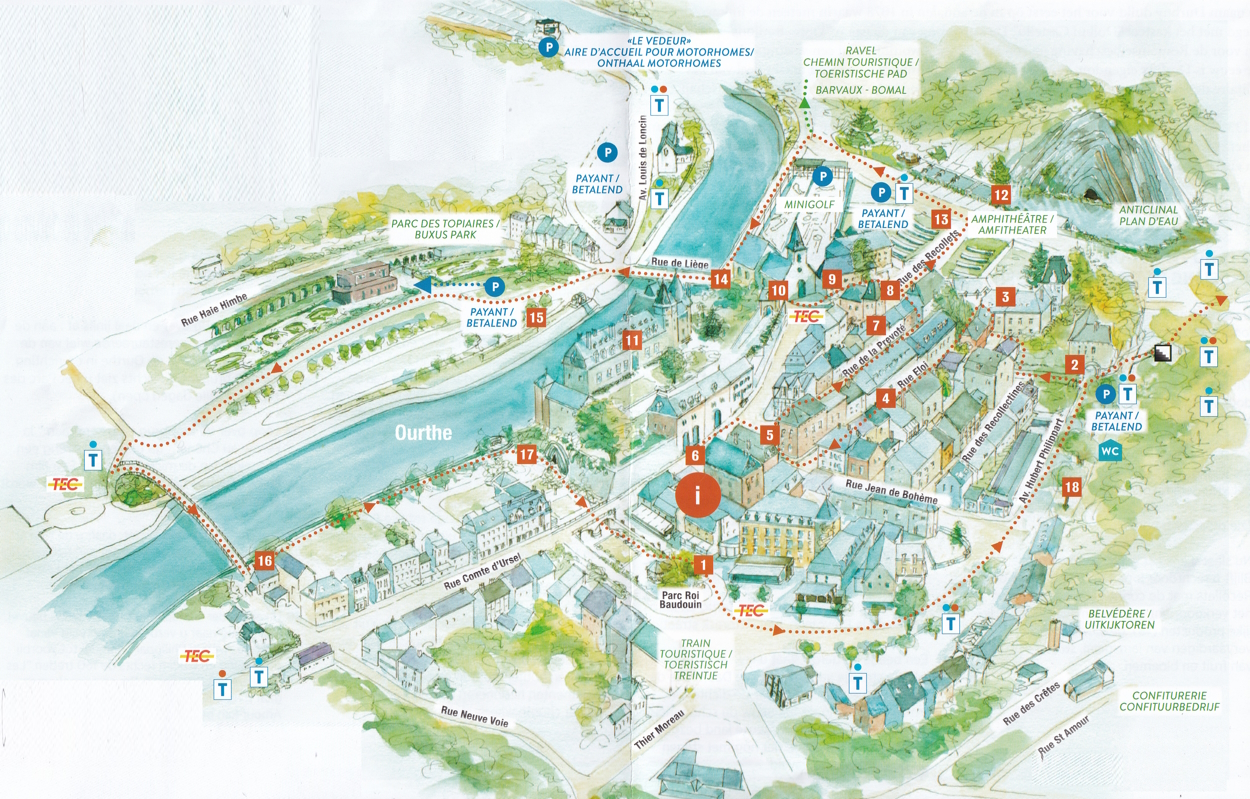 P
«LE VEDEUR»
AIRE D'ACCUEIL POUR MOTORHOMES/
ONTHAAL MOTORHOMES
RAVEL
CHEMIN TOURISTIQUE /
TOERISTISCHE PAD
BARVAUX - BOMAL
T
Av. Louis de Loncin
P
PAYANT /
BETALEND
T
P
MINIGOLF
P
T
PAYANT /
BETALEND
12
13
AMPHITHÉÂTRE /
AMFITHEATER
ANTICLINAL
PLAN D'EAU
PARC DES TOPIAIRES /
BUXUS PARK
Rue des Recollets
Rue de Liège
14
10
9
8
3
T
T
Rue Haie Himbe
P
PAYANT /
BETALEND
15
TEC
7
11
Rue de la Prevoté
Rue Eloi
2
T
4
Rue des Recollectines
P
T
PAYANT /
BETALEND
T
Ourthe
5
WC
T
TEC
17
6
i
Av. Hubert Philippart
Rue Jean de Bohème
18
16
Rue Comte d'Ursel
1
Parc Roi
Baudouin
TEC
T
BELVÉDÈRE /
UITKIJKTOREN
TEC
T
T
TRAIN
TOURISTIQUE /
TOERISTISCH
TREINTJE
T
Rue des Crêtes
CONFITURERIE
CONFITUURBEDRIJF
Rue Neuve Voie
Thier Moreau
Rue St Amour